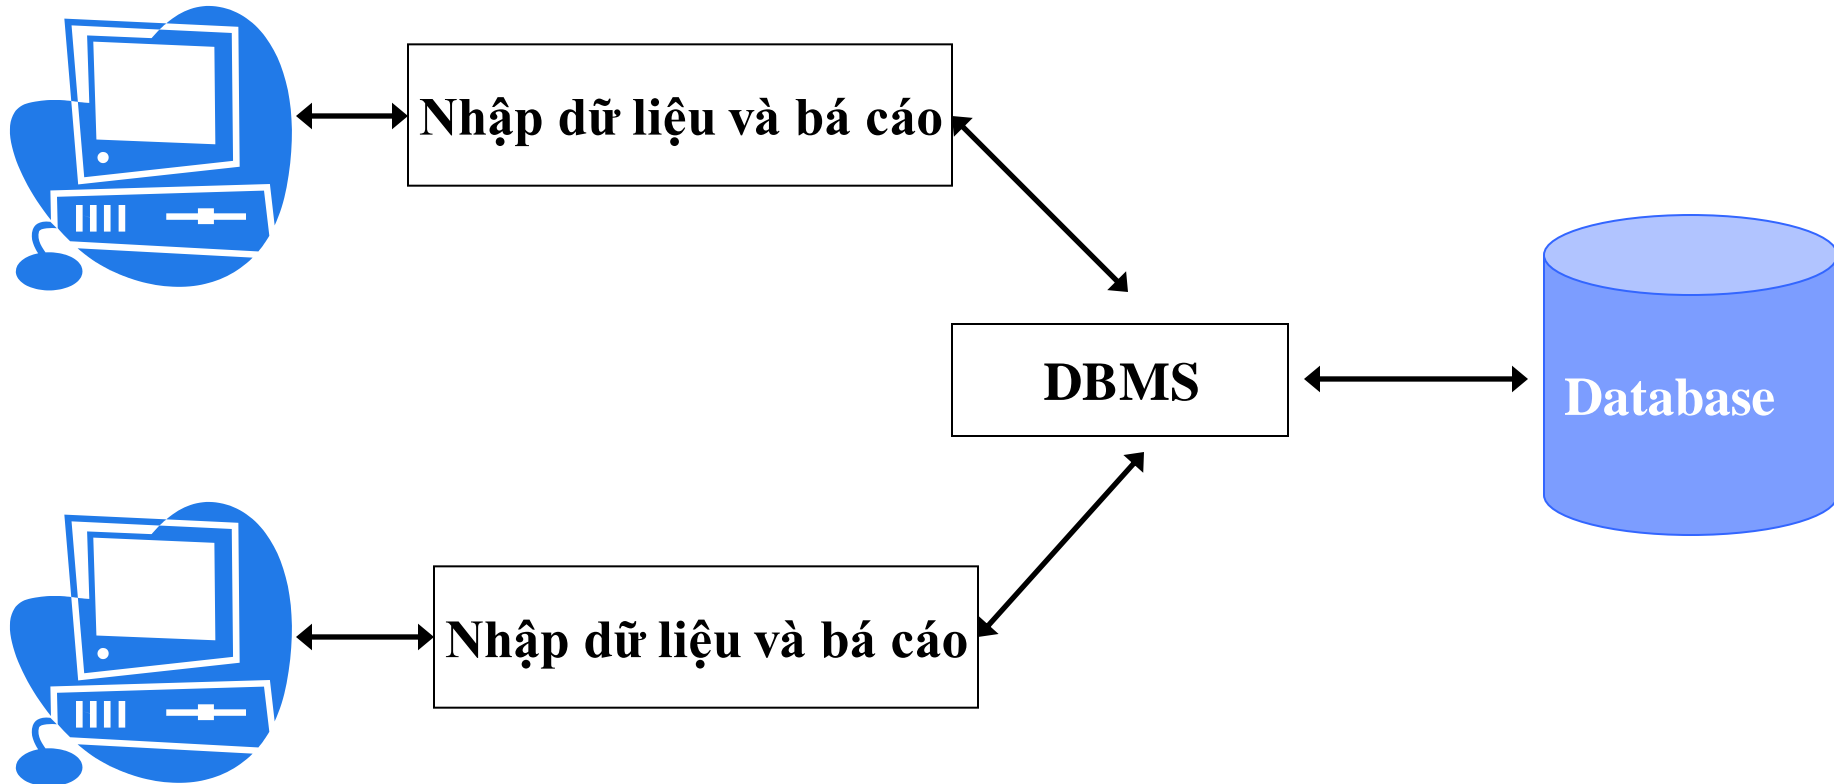 Nhập dữ liệu và bá cáo
DBMS
Database
Nhập dữ liệu và bá cáo